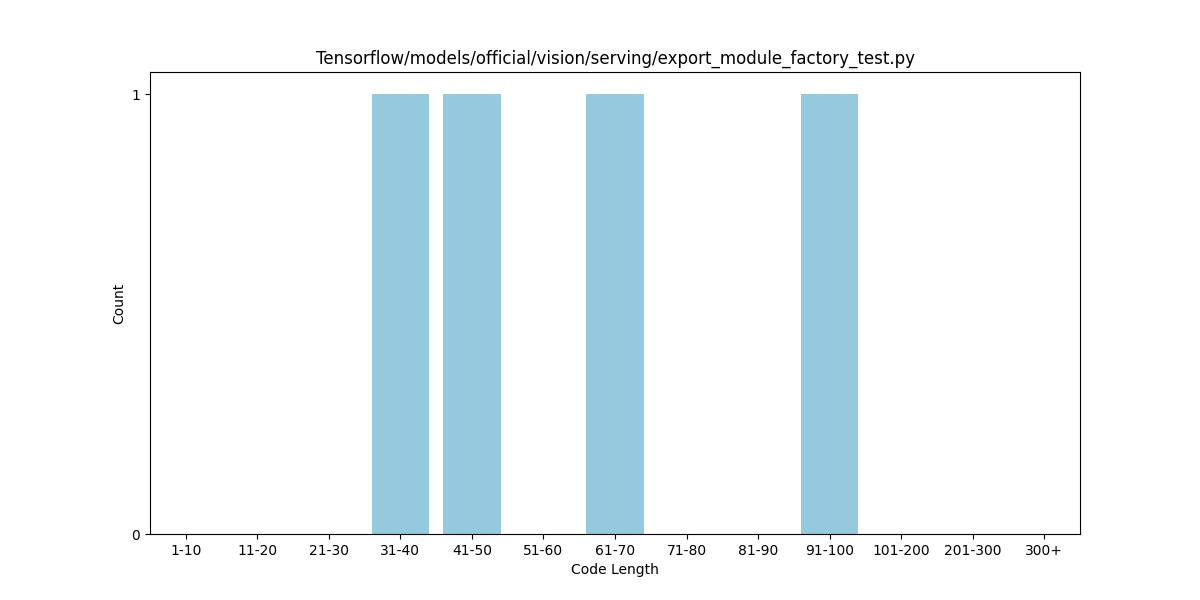 Tensorflow/models/official/vision/serving/export_module_factory_test.py
1
Count
0
1-10 11-20 21-30 31-40 41-50 51-60 61-70 71-80 81-90 91-100 101-200 201-300 300+
Code Length